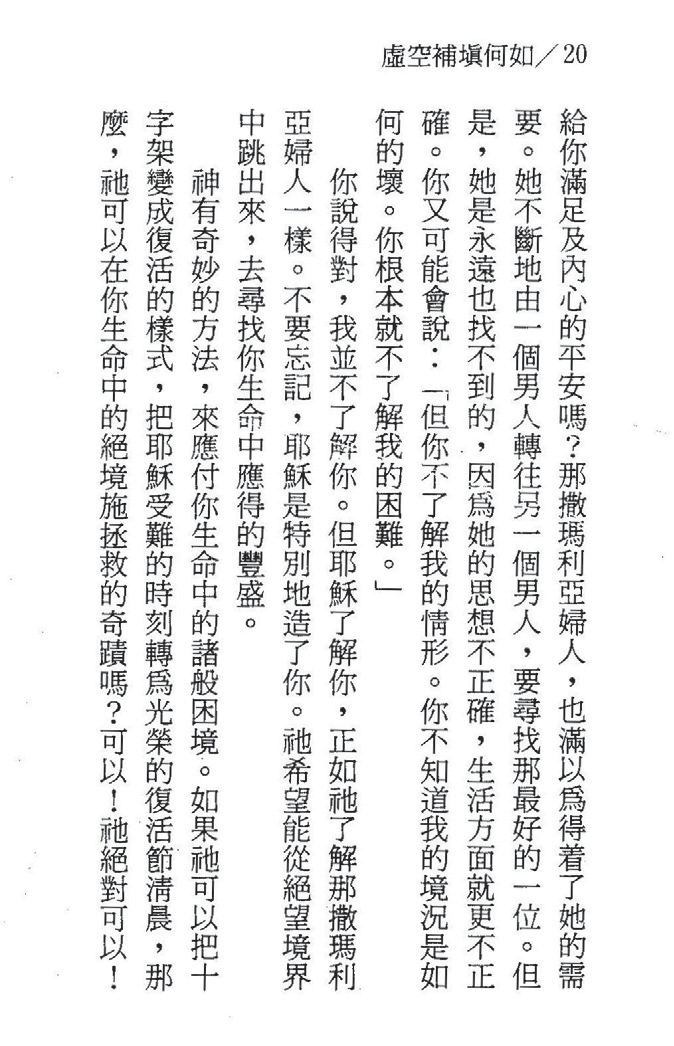 虛空補填何如／20
給你滿足及內心的平安嗎？那撒瑪利亞婦人，也滿以爲得着了她的需
要。她不斷地由一個男人轉往另一個男人，要尋找那最好的一位。但
是，她是永遠也找不到的，因爲她的思想不正確，生活方面就更不正
確。你又可能會說：「但你不了解我的情形。你不知道我的境況是如
何的壞。你根本就不了解我的困難。」
你說得對，我並不了解你。但耶穌了解你，正如祂了解那撒瑪利
亞婦人一樣。不要忘記，耶穌是特別地造了你。祂希望能從絕望境界
中跳出來，去尋找你生命中應得的豐盛。
神有奇妙的方法，來應付你生命中的諸般困境。如果祂可以把十
字架變成復活的樣式，把耶穌受難的時刻轉爲光榮的復活節淸晨，那
麼，祂可以在你生命中的絕境施拯救的奇蹟嗎？可以！祂絕對可以！